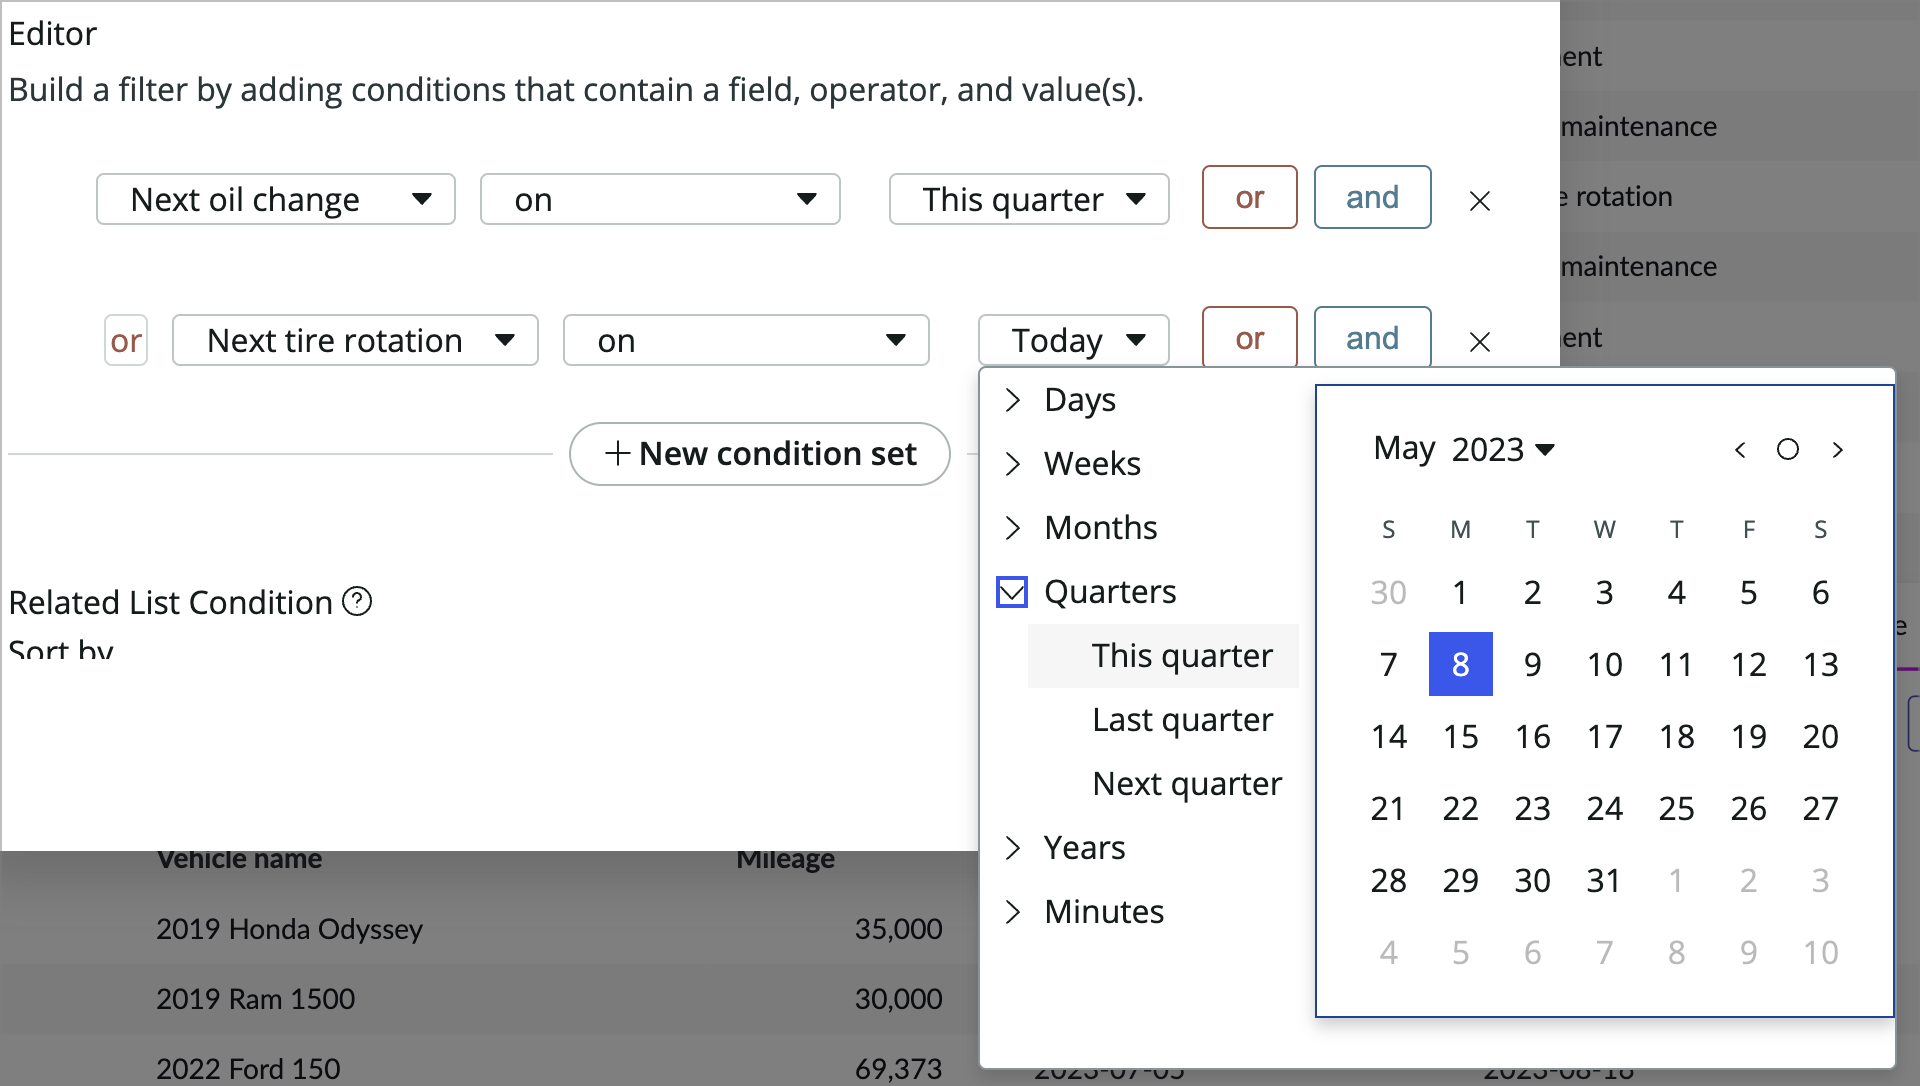 Editor
Build a filter by adding conditions that contain a field, operator, and value(s).
Next oil change on This quarter or and
or Next tire rotation on Today or and
New condition set
Related List Condition ?
Sort by
Days
Weeks
Months
Quarters
This quarter
Last quarter
Next quarter
Years
Minutes
May 2023
S M T W T F S
30 1 2 3 4 5 6
7 8 9 10 11 12 13
14 15 16 17 18 19 20
21 22 23 24 25 26 27
28 29 30 31 1 2 3
4 5 6 7 8 9 10
ent
maintenance
rotation
maintenance
ent
Vehicle name Mileage
2019 Honda Odyssey 35,000
2019 Ram 1500 30,000
2022 Ford 150 69,373